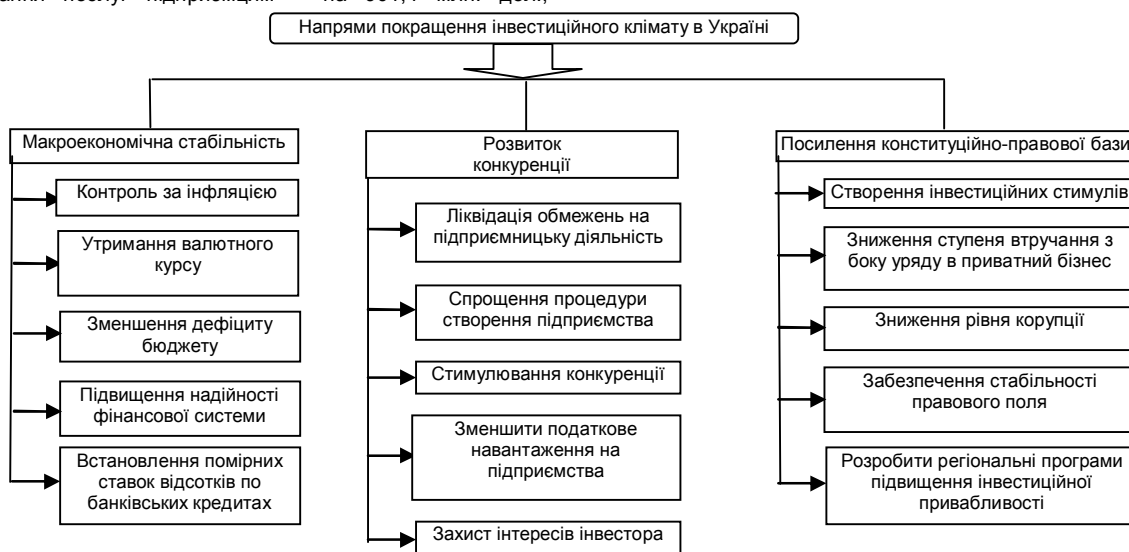 Напрями покращення інвестиційного клімату в Україні
Макроекономічна стабільність
Контроль за інфляцією
Утримання валютного
курсу
Зменшення дефіциту
бюджету
Підвищення надійності
фінансової системи
Встановлення помірних
ставок відсотків по
банківських кредитах
Розвиток
конкуренції
Ліквідація обмежень на
підприємницьку діяльність
Спрощення процедури
створення підприємства
Стимулювання конкуренції
Зменшити податкове
навантаження на
підприємства
Захист інтересів інвестора
Посилення конституційно-правової бази
Створення інвестиційних стимулів
Зниження ступеня втручання з
боку уряду в приватний бізнес
Зниження рівня корупції
Забезпечення стабільності
правового поля
Розробити регіональні програми
підвищення інвестиційної
привабливості